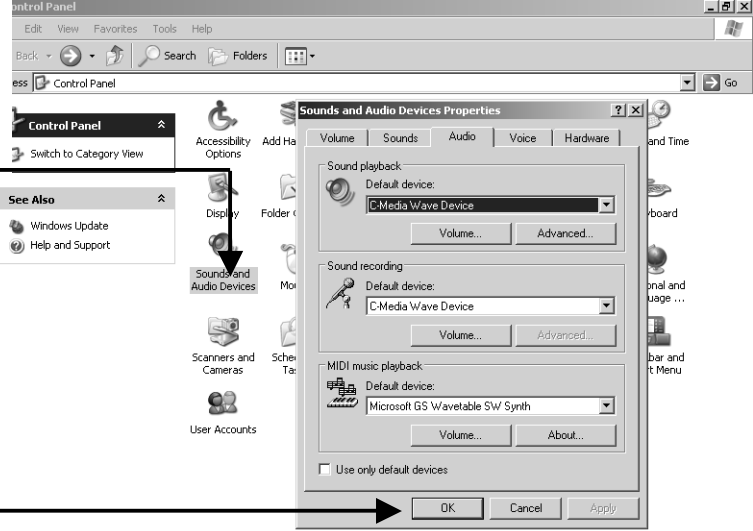 ontrol Panel
Edit View Favorites Tools Help
Back Search Folders
ess Control Panel Go
Control Panel
Switch to Category View
See Also
Windows Update
Help and Support
Accessibility
Options
Add Ha
and Time
Display
Folder
board
Sounds and
Audio Devices
Mo
onal and
uage ...
Scanners and
Cameras
Sche
Ta
bar and
rt Menu
User Accounts
Sounds and Audio Devices Properties
Volume Sounds Audio Voice Hardware
Sound playback
Default device:
C-Media Wave Device
Volume... Advanced...
Sound recording
Default device:
C-Media Wave Device
Volume... Advanced...
MIDI music playback
Default device:
Microsoft GS Wavetable SW Synth
Volume... About...
Use only default devices
OK Cancel Apply